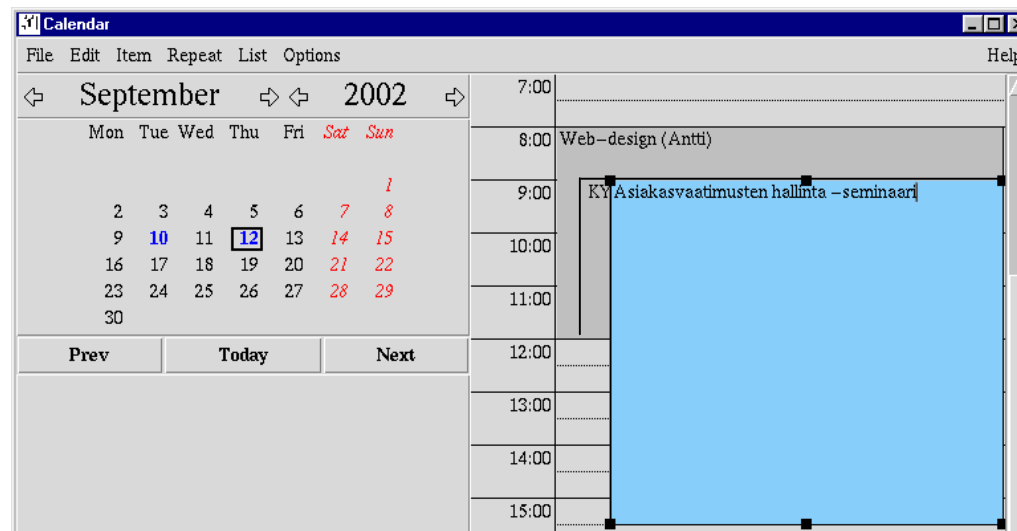 Calendar
File Edit Item Repeat List Options Help
September 2002
Mon Tue Wed Thu Fri Sat Sun
1
2 3 4 5 6 7 8
9 10 11 12 13 14 15
16 17 18 19 20 21 22
23 24 25 26 27 28 29
30
Prev Today Next
7:00
8:00 Web-design (Antti)
9:00 KY Asiakasvaatimusten hallinta -seminaari
10:00
11:00
12:00
13:00
14:00
15:00